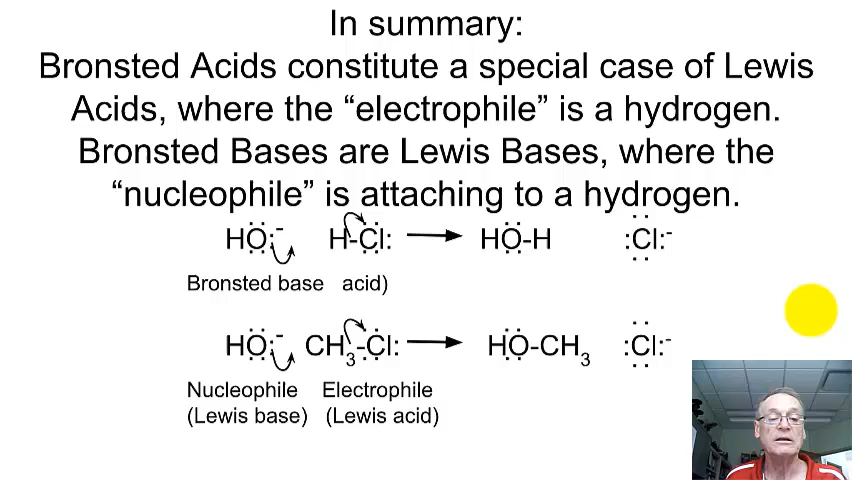 In summary:
Bronsted Acids constitute a special case of Lewis
Acids, where the “electrophile” is a hydrogen.
Bronsted Bases are Lewis Bases, where the
“nucleophile” is attaching to a hydrogen.
HO:- H-Cl: HO-H :Cl:-
Bronsted base acid)
HO:- CH3-Cl: HO-CH3 :Cl:-
Nucleophile Electrophile
(Lewis base) (Lewis acid)